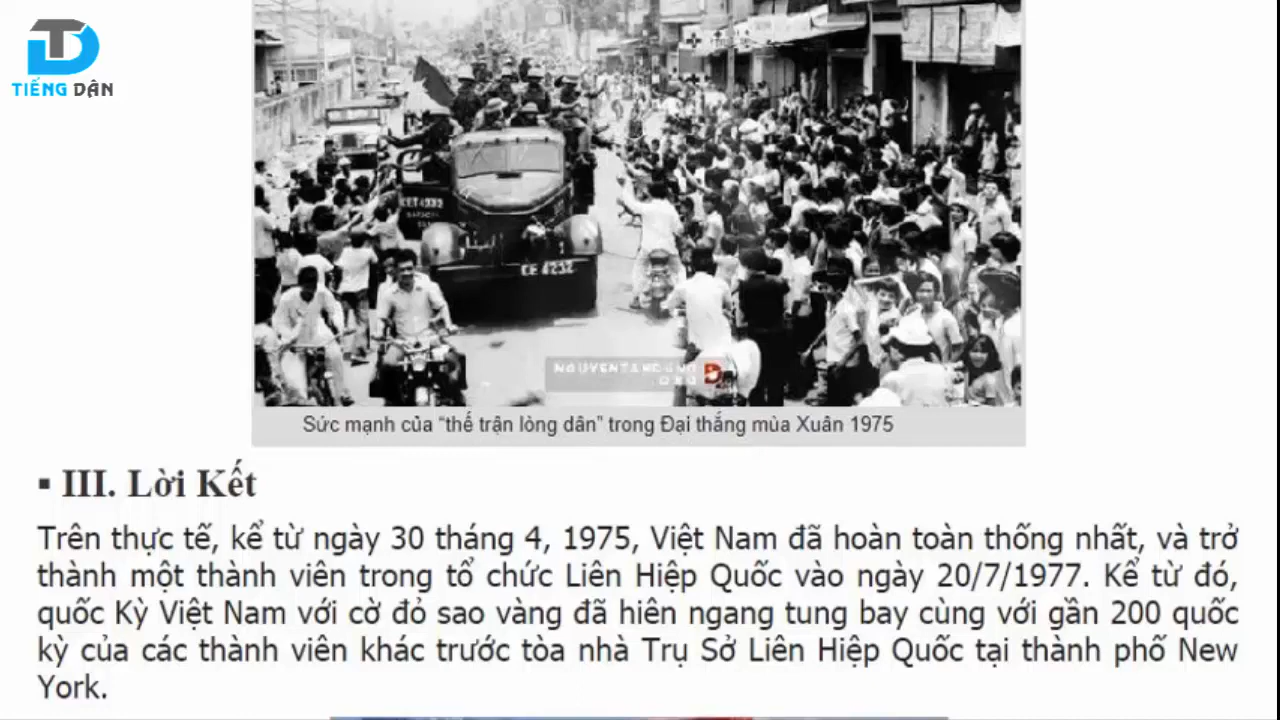 TIẾNG DÂN
CE 4232
Sức mạnh của “thế trận lòng dân” trong Đại thắng mùa Xuân 1975
▪ III. Lời Kết
Trên thực tế, kể từ ngày 30 tháng 4, 1975, Việt Nam đã hoàn toàn thống nhất, và trở
thành một thành viên trong tổ chức Liên Hiệp Quốc vào ngày 20/7/1977. Kể từ đó,
quốc Kỳ Việt Nam với cờ đỏ sao vàng đã hiên ngang tung bay cùng với gần 200 quốc
kỳ của các thành viên khác trước tòa nhà Trụ Sở Liên Hiệp Quốc tại thành phố New
York.